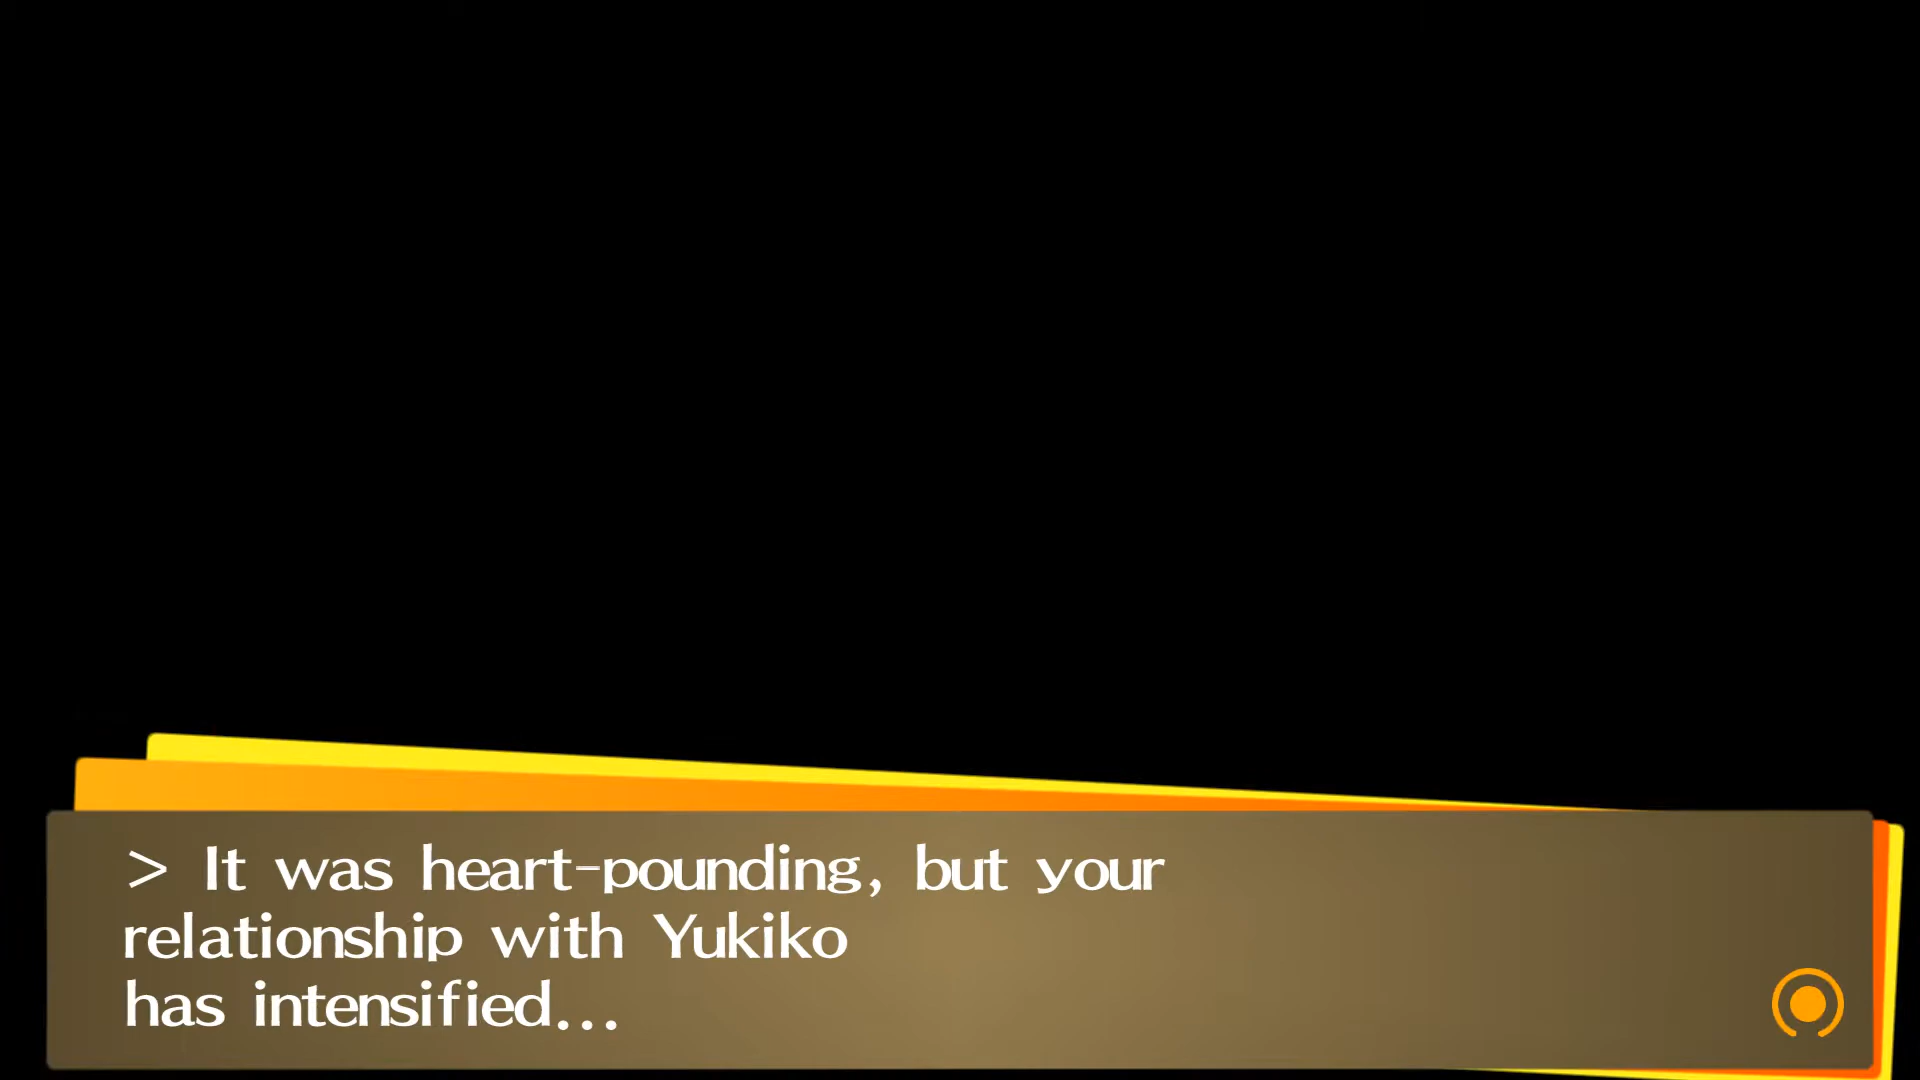 > It was heart-pounding, but your
relationship with Yukiko
has intensified...